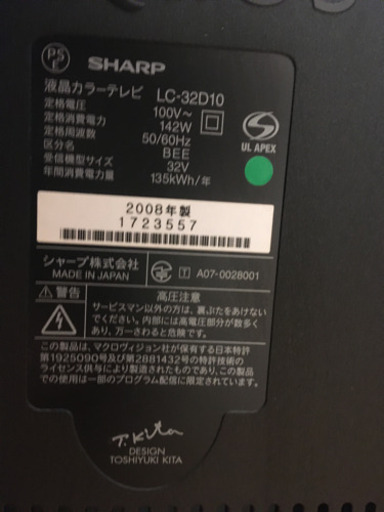 PS E
SHARP
液晶カラーテレビ LC-32D10
定格電圧 100V～
定格消費電力 142W
定格周波数 50/60Hz
区分名 BEE
受信機型サイズ 32V
年間消費電力量 135kWh/年
UL APEX
2008年製
1723557
シャープ株式会社
MADE IN JAPAN
T A07-0028001
警告 高圧注意
サービスマン以外の方は、裏ぶたをあけない
でください。内部には高電圧部分が数多く
あり、万一さわると危険です。
この製品は、マクロヴィジョン社が保有する日本特許
第1925090号及び第2881432号の特許技術の
ライセンス供与により製造されたものです。この製品
での使用は一部のプログラム配信に限定されています。
T. Kita
DESIGN
TOSHIYUKI KITA